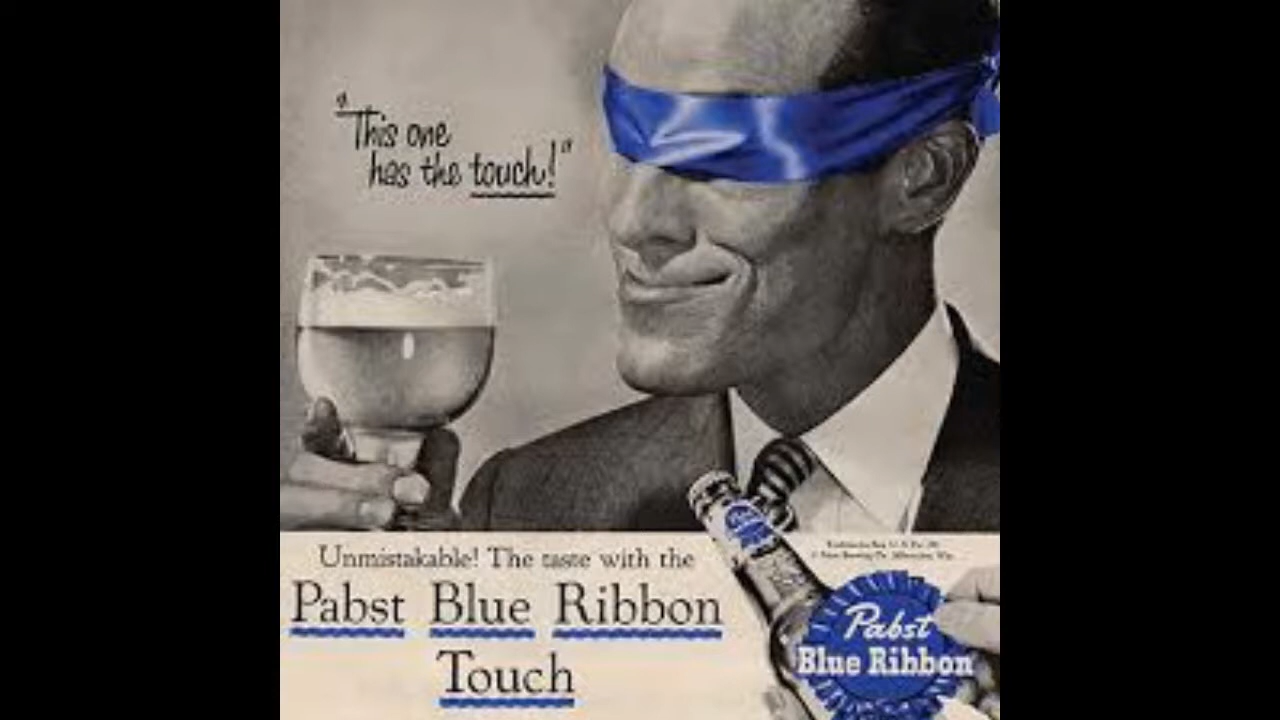 "This one
has the touch!"
Unmistakable! The taste with the
Pabst Blue Ribbon
Touch
Pabst
Blue Ribbon